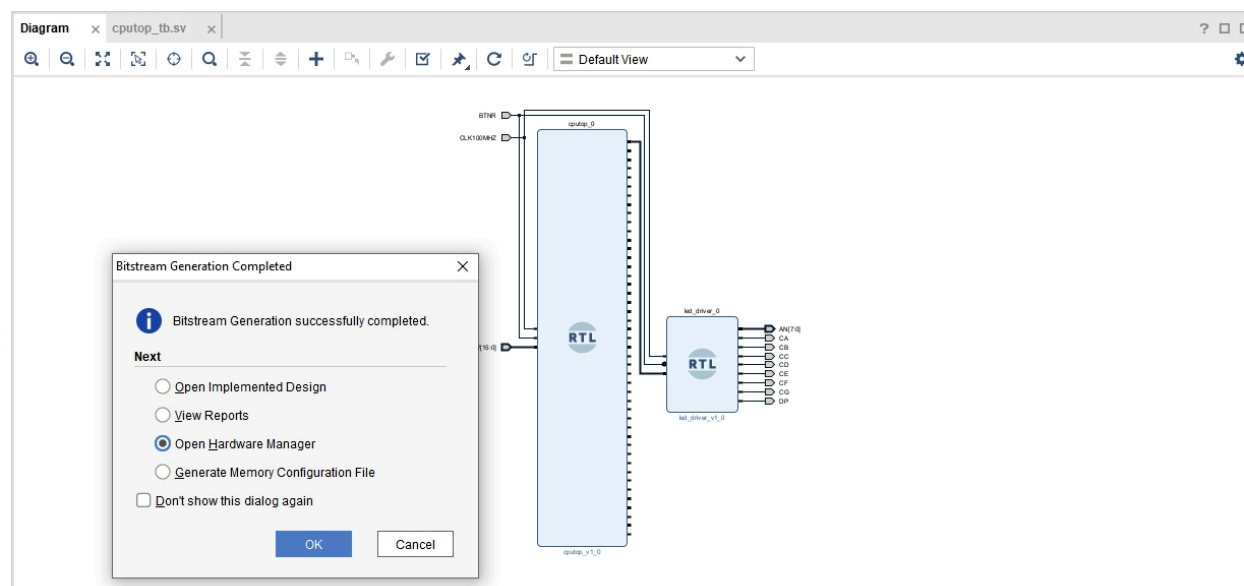 Diagram × cputop_tb.sv ×
Default View
BTNR
CLK100MHZ
cputop_0
RTL
cputop_v1_0
led_driver_0
RTL
led_driver_v1_0
AN[7:0]
CA
CB
CC
CD
CE
CF
CG
DP
[15:0]
Bitstream Generation Completed
Bitstream Generation successfully completed.
Next
Open Implemented Design
View Reports
Open Hardware Manager
Generate Memory Configuration File
Don't show this dialog again
OK Cancel